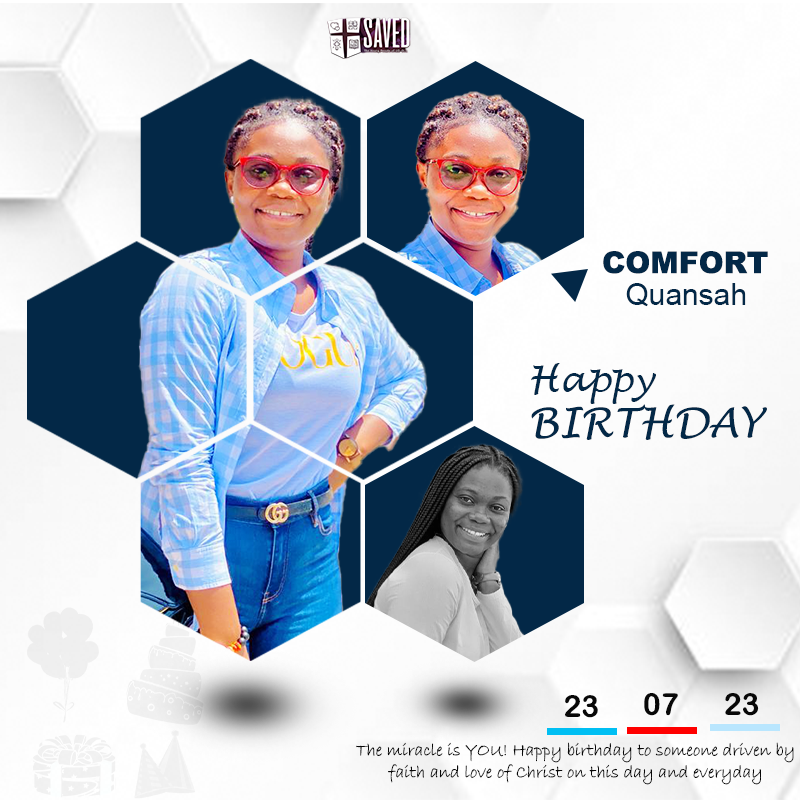 SAVED
COMFORT
Quansah
Happy
BIRTHDAY
23 07 23
The miracle is YOU! Happy birthday to someone driven by
faith and love of Christ on this day and everyday